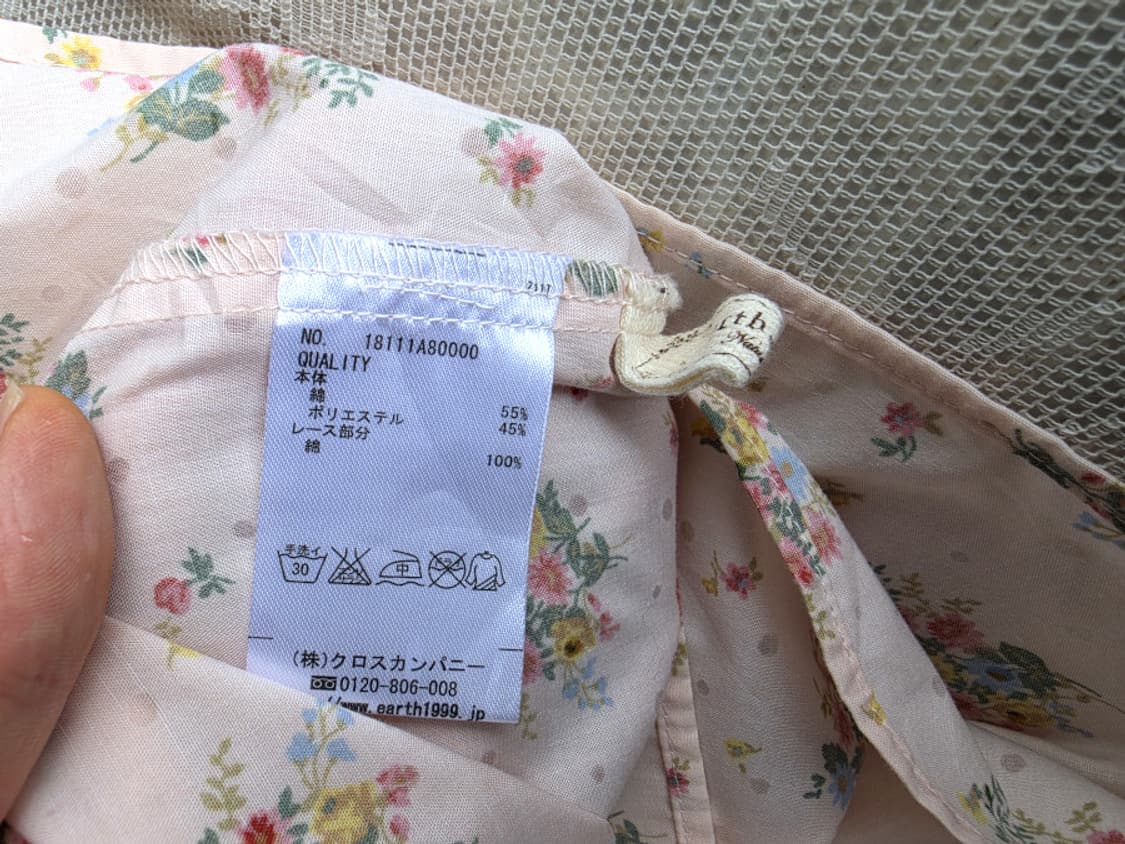 NO. 18111A80000
QUALITY
本体
綿 55%
ポリエステル 45%
レース部分
綿 100%
手洗イ
30
中
(株)クロスカンパニー
0120-806-008
//www.earth1999.jp